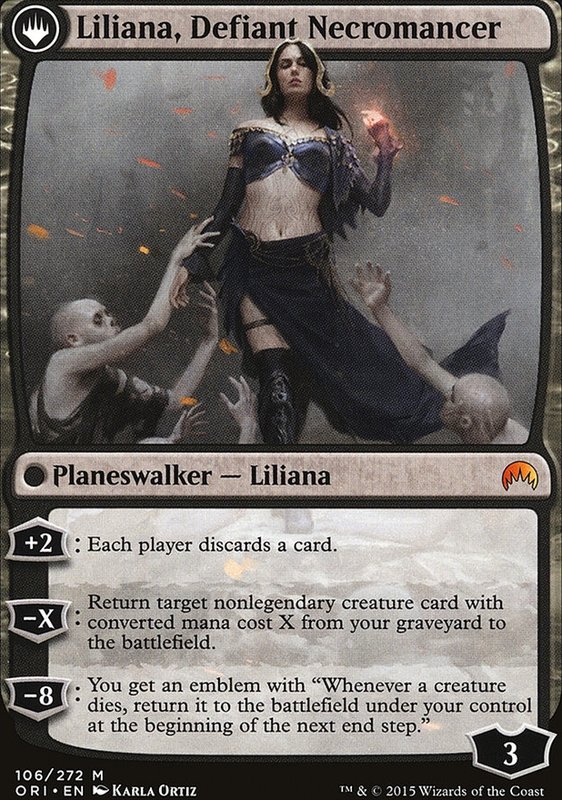 Liliana, Defiant Necromancer
Planeswalker — Liliana
+2 : Each player discards a card.
−X : Return target nonlegendary creature card with
converted mana cost X from your graveyard to
the battlefield.
−8 : You get an emblem with “Whenever a creature
dies, return it to the battlefield under your control
at the beginning of the next end step.”
3
106/272 M
ORI • EN Karla Ortiz
™ & © 2015 Wizards of the Coast